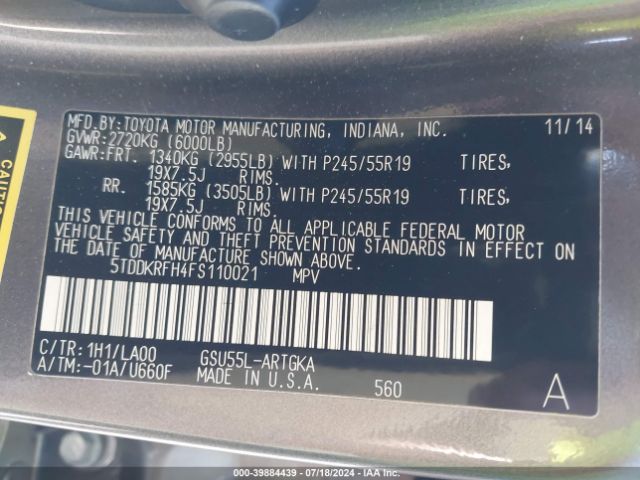 MFD.BY:TOYOTA MOTOR MANUFACTURING, INDIANA, INC. 11/14
GVWR:2720KG (6000LB)
GAWR:FRT. 1340KG (2955LB) WITH P245/55R19 TIRES,
19X7.5J RIMS.
RR. 1585KG (3505LB) WITH P245/55R19 TIRES,
19X7.5J RIMS.
THIS VEHICLE CONFORMS TO ALL APPLICABLE FEDERAL MOTOR
VEHICLE SAFETY AND THEFT PREVENTION STANDARDS IN EFFECT ON
THE DATE OF MANUFACTURE SHOWN ABOVE.
5TDDKRFH4FS110021 MPV
C/TR:1H1/LA00 GSU55L-ARTGKA
A/TM:-01A/U660F MADE IN U.S.A. 560 A
000-39884439 - 07/18/2024 - IAA Inc.